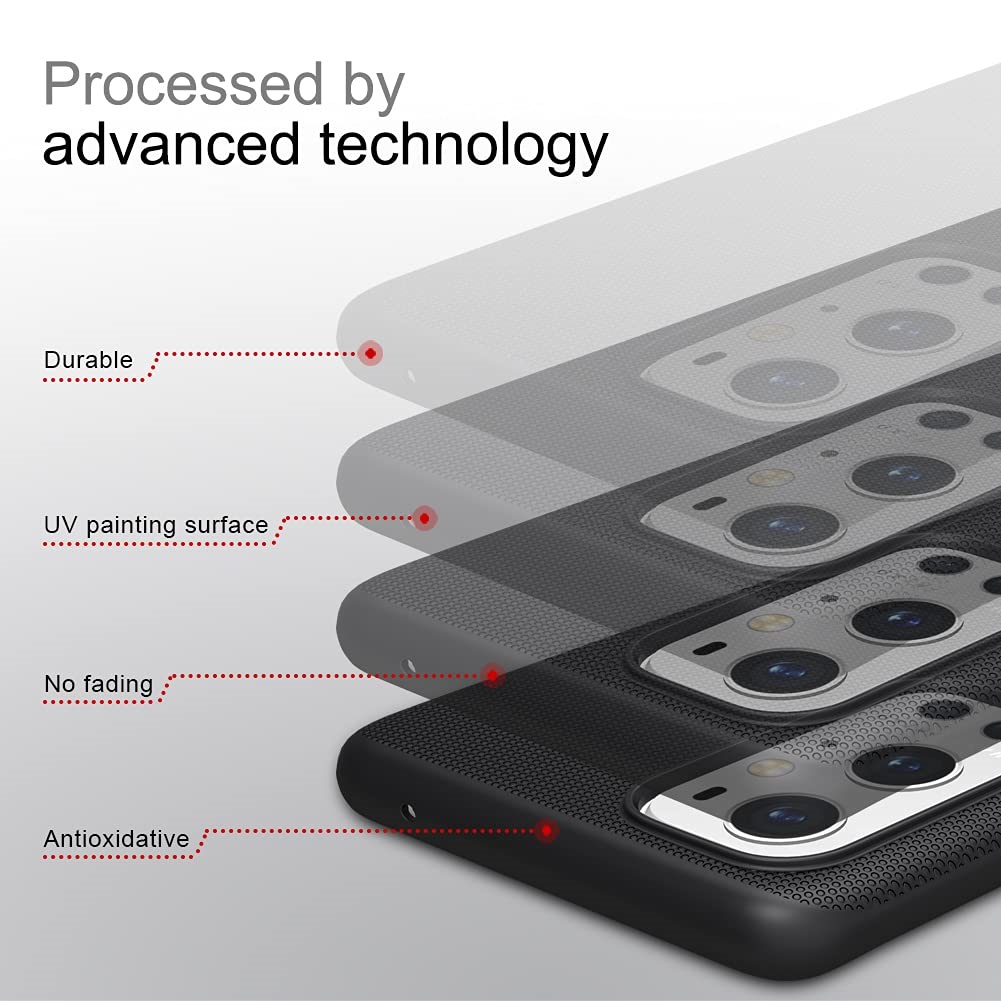 Processed by
advanced technology
Durable
UV painting surface
No fading
Antioxidative